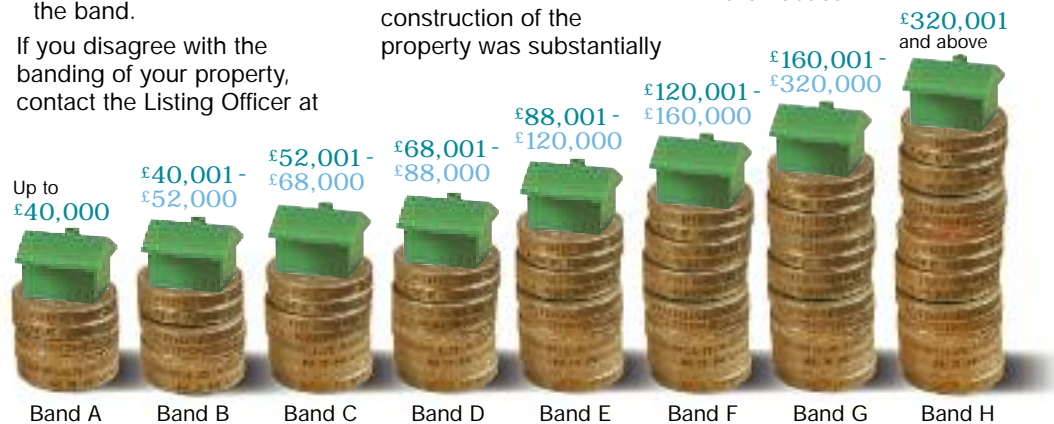 the band.
If you disagree with the
banding of your property,
contact the Listing Officer at
construction of the
property was substantially
Up to
£40,000
£40,001 -
£52,000
£52,001 -
£68,000
£68,001 -
£88,000
£88,001 -
£120,000
£120,001 -
£160,000
£160,001 -
£320,000
£320,001
and above
Band A
Band B
Band C
Band D
Band E
Band F
Band G
Band H